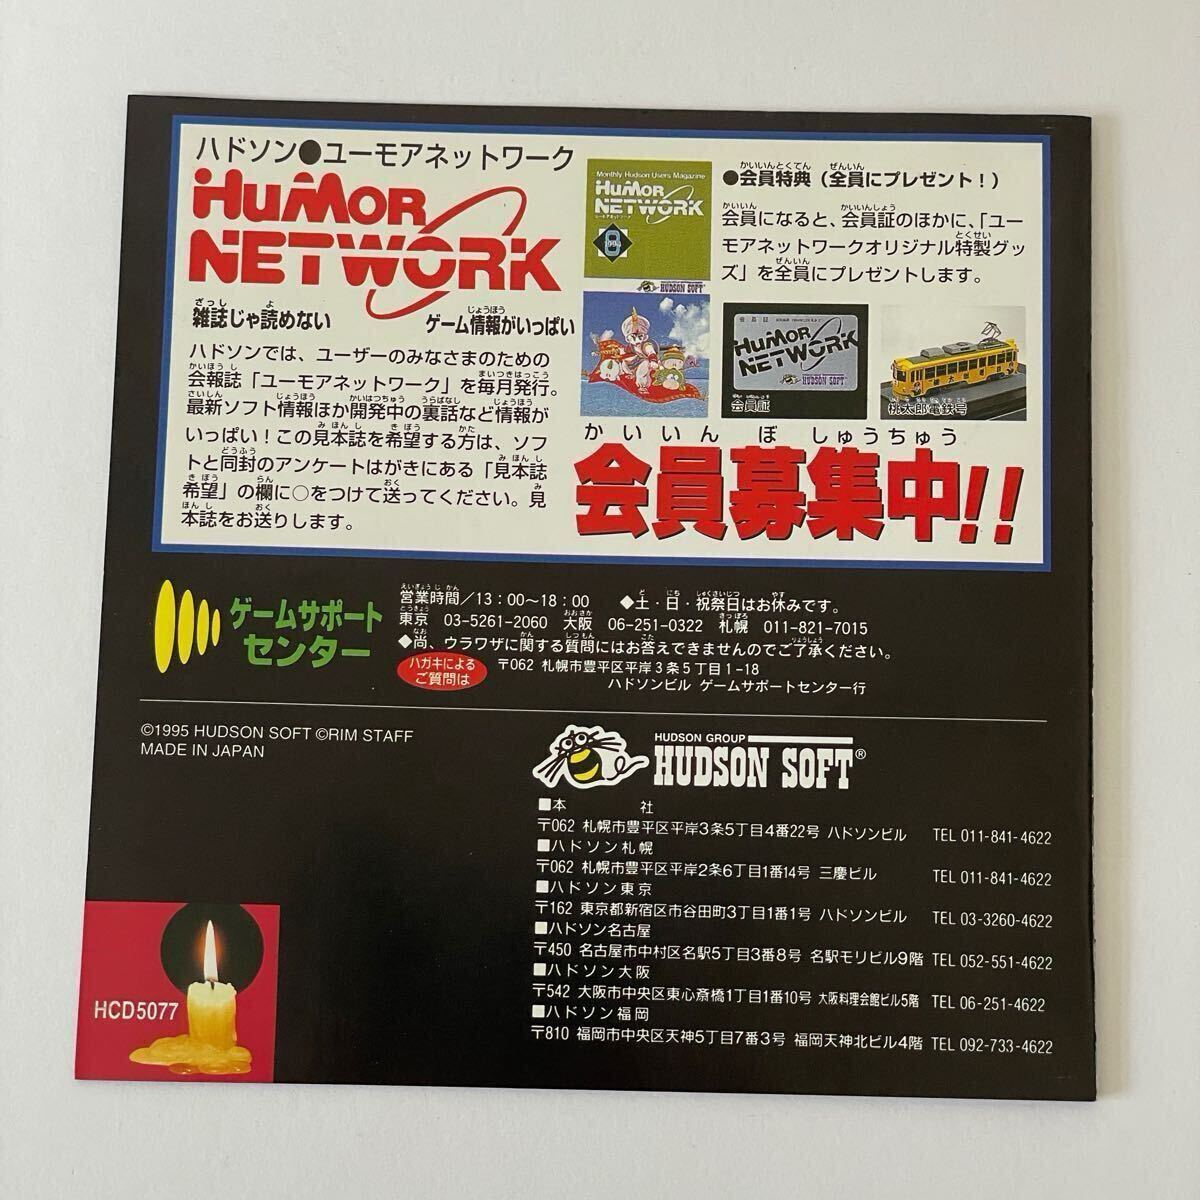 ハドソン●ユーモアネットワーク
HuMoR
NETWORK
雑誌じゃ読めない ゲーム情報がいっぱい
ハドソンでは、ユーザーのみなさまのための
会報誌「ユーモアネットワーク」を毎月発行。
最新ソフト情報ほか開発中の裏話など情報が
いっぱい！この見本誌を希望する方は、ソフ
トと同封のアンケートはがきにある「見本誌
希望」の欄に○をつけて送ってください。見
本誌をお送りします。
Monthly Hudson Users Magazine
HuMoR
NETWORK
ユーモアネットワーク
8
HUDSON SOFT
●会員特典（全員にプレゼント！）
会員になると、会員証のほかに、「ユー
モアネットワークオリジナル特製グッ
ズ」を全員にプレゼントします。
会員証
HuMoR
NETWORK
HUDSON SOFT
会員証
桃太郎電鉄号
かいいんぼしゅうちゅう
会員募集中!!
ゲームサポート
センター
営業時間／13：00〜18：00 ◆土・日・祝祭日はお休みです。
東京 03-5261-2060 大阪 06-251-0322 札幌 011-821-7015
◆尚、ウラワザに関する質問にはお答えできませんのでご了承ください。
ハガキによる
ご質問は
〒062 札幌市豊平区平岸3条5丁目1-18
ハドソンビル ゲームサポートセンター行
©1995 HUDSON SOFT ©RIM STAFF
MADE IN JAPAN
HUDSON GROUP
HUDSON SOFT®
■本 社
〒062 札幌市豊平区平岸3条5丁目4番22号 ハドソンビル TEL 011-841-4622
■ハドソン札幌
〒062 札幌市豊平区平岸2条6丁目1番14号 三慶ビル TEL 011-841-4622
■ハドソン東京
〒162 東京都新宿区市谷田町3丁目1番1号 ハドソンビル TEL 03-3260-4622
■ハドソン名古屋
〒450 名古屋市中村区名駅5丁目3番8号 名駅モリビル9階 TEL 052-551-4622
■ハドソン大阪
〒542 大阪市中央区東心斎橋1丁目1番10号 大阪料理会館ビル5階 TEL 06-251-4622
■ハドソン福岡
〒810 福岡市中央区天神5丁目7番3号 福岡天神北ビル4階 TEL 092-733-4622
HCD5077